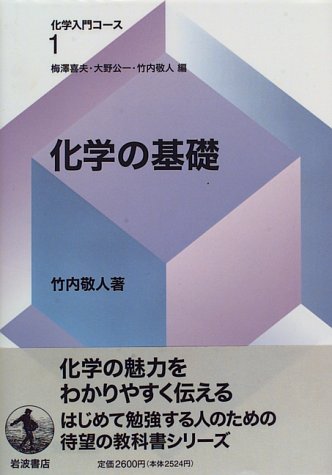 化学入門コース
1
梅澤喜夫・大野公一・竹内敬人 編
化学の基礎
竹内敬人著
化学の魅力を
わかりやすく伝える
はじめて勉強する人のための
待望の教科書シリーズ
岩波書店
定価2600円(本体2524円)